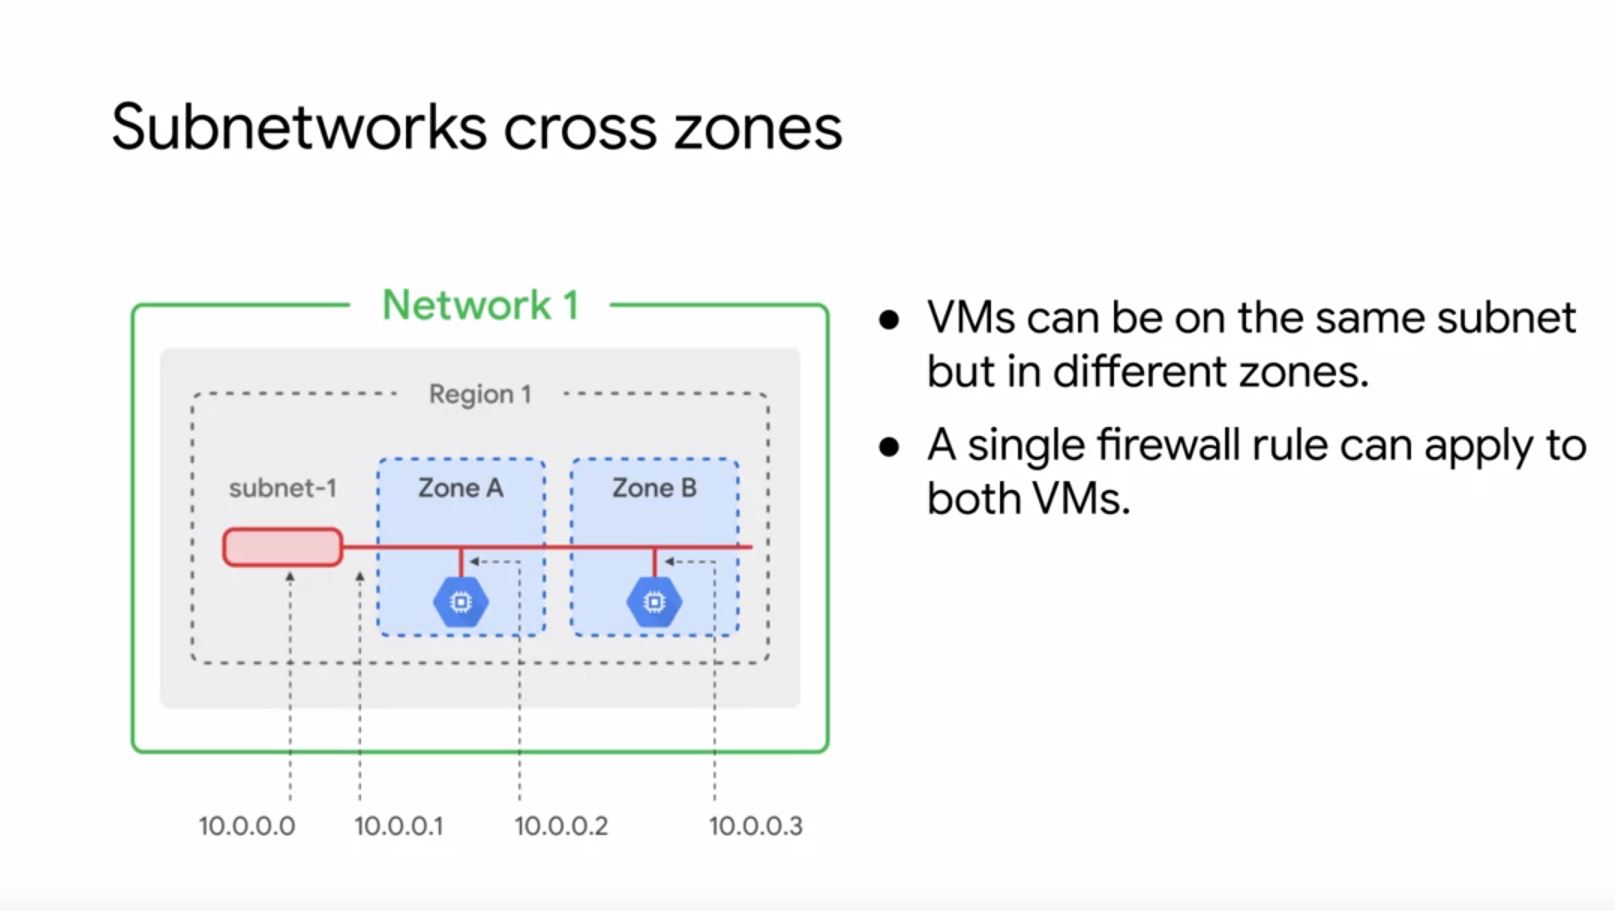 Subnetworks cross zones
Network 1
Region 1
subnet-1
Zone A
Zone B
10.0.0.0
10.0.0.1
10.0.0.2
10.0.0.3
● VMs can be on the same subnet
but in different zones.
● A single firewall rule can apply to
both VMs.